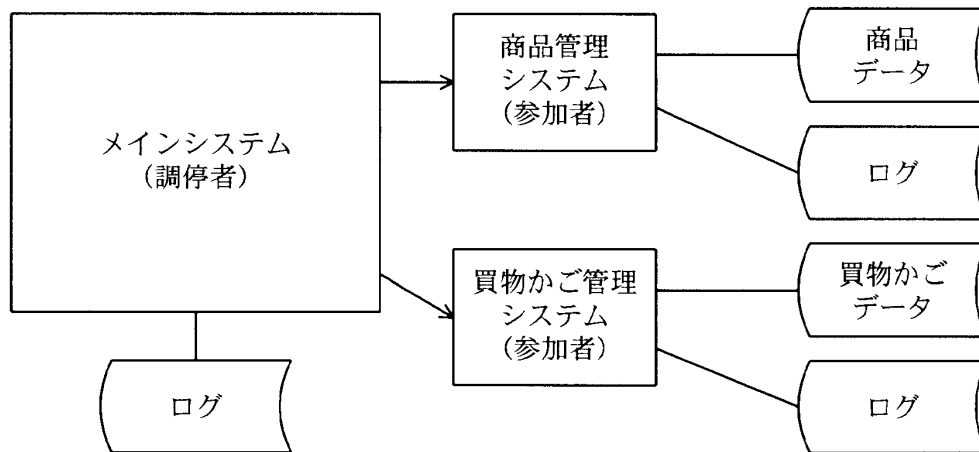 メインシステム
(調停者)
ログ
商品管理
システム
(参加者)
商品
データ
ログ
買物かご管理
システム
(参加者)
買物かご
データ
ログ